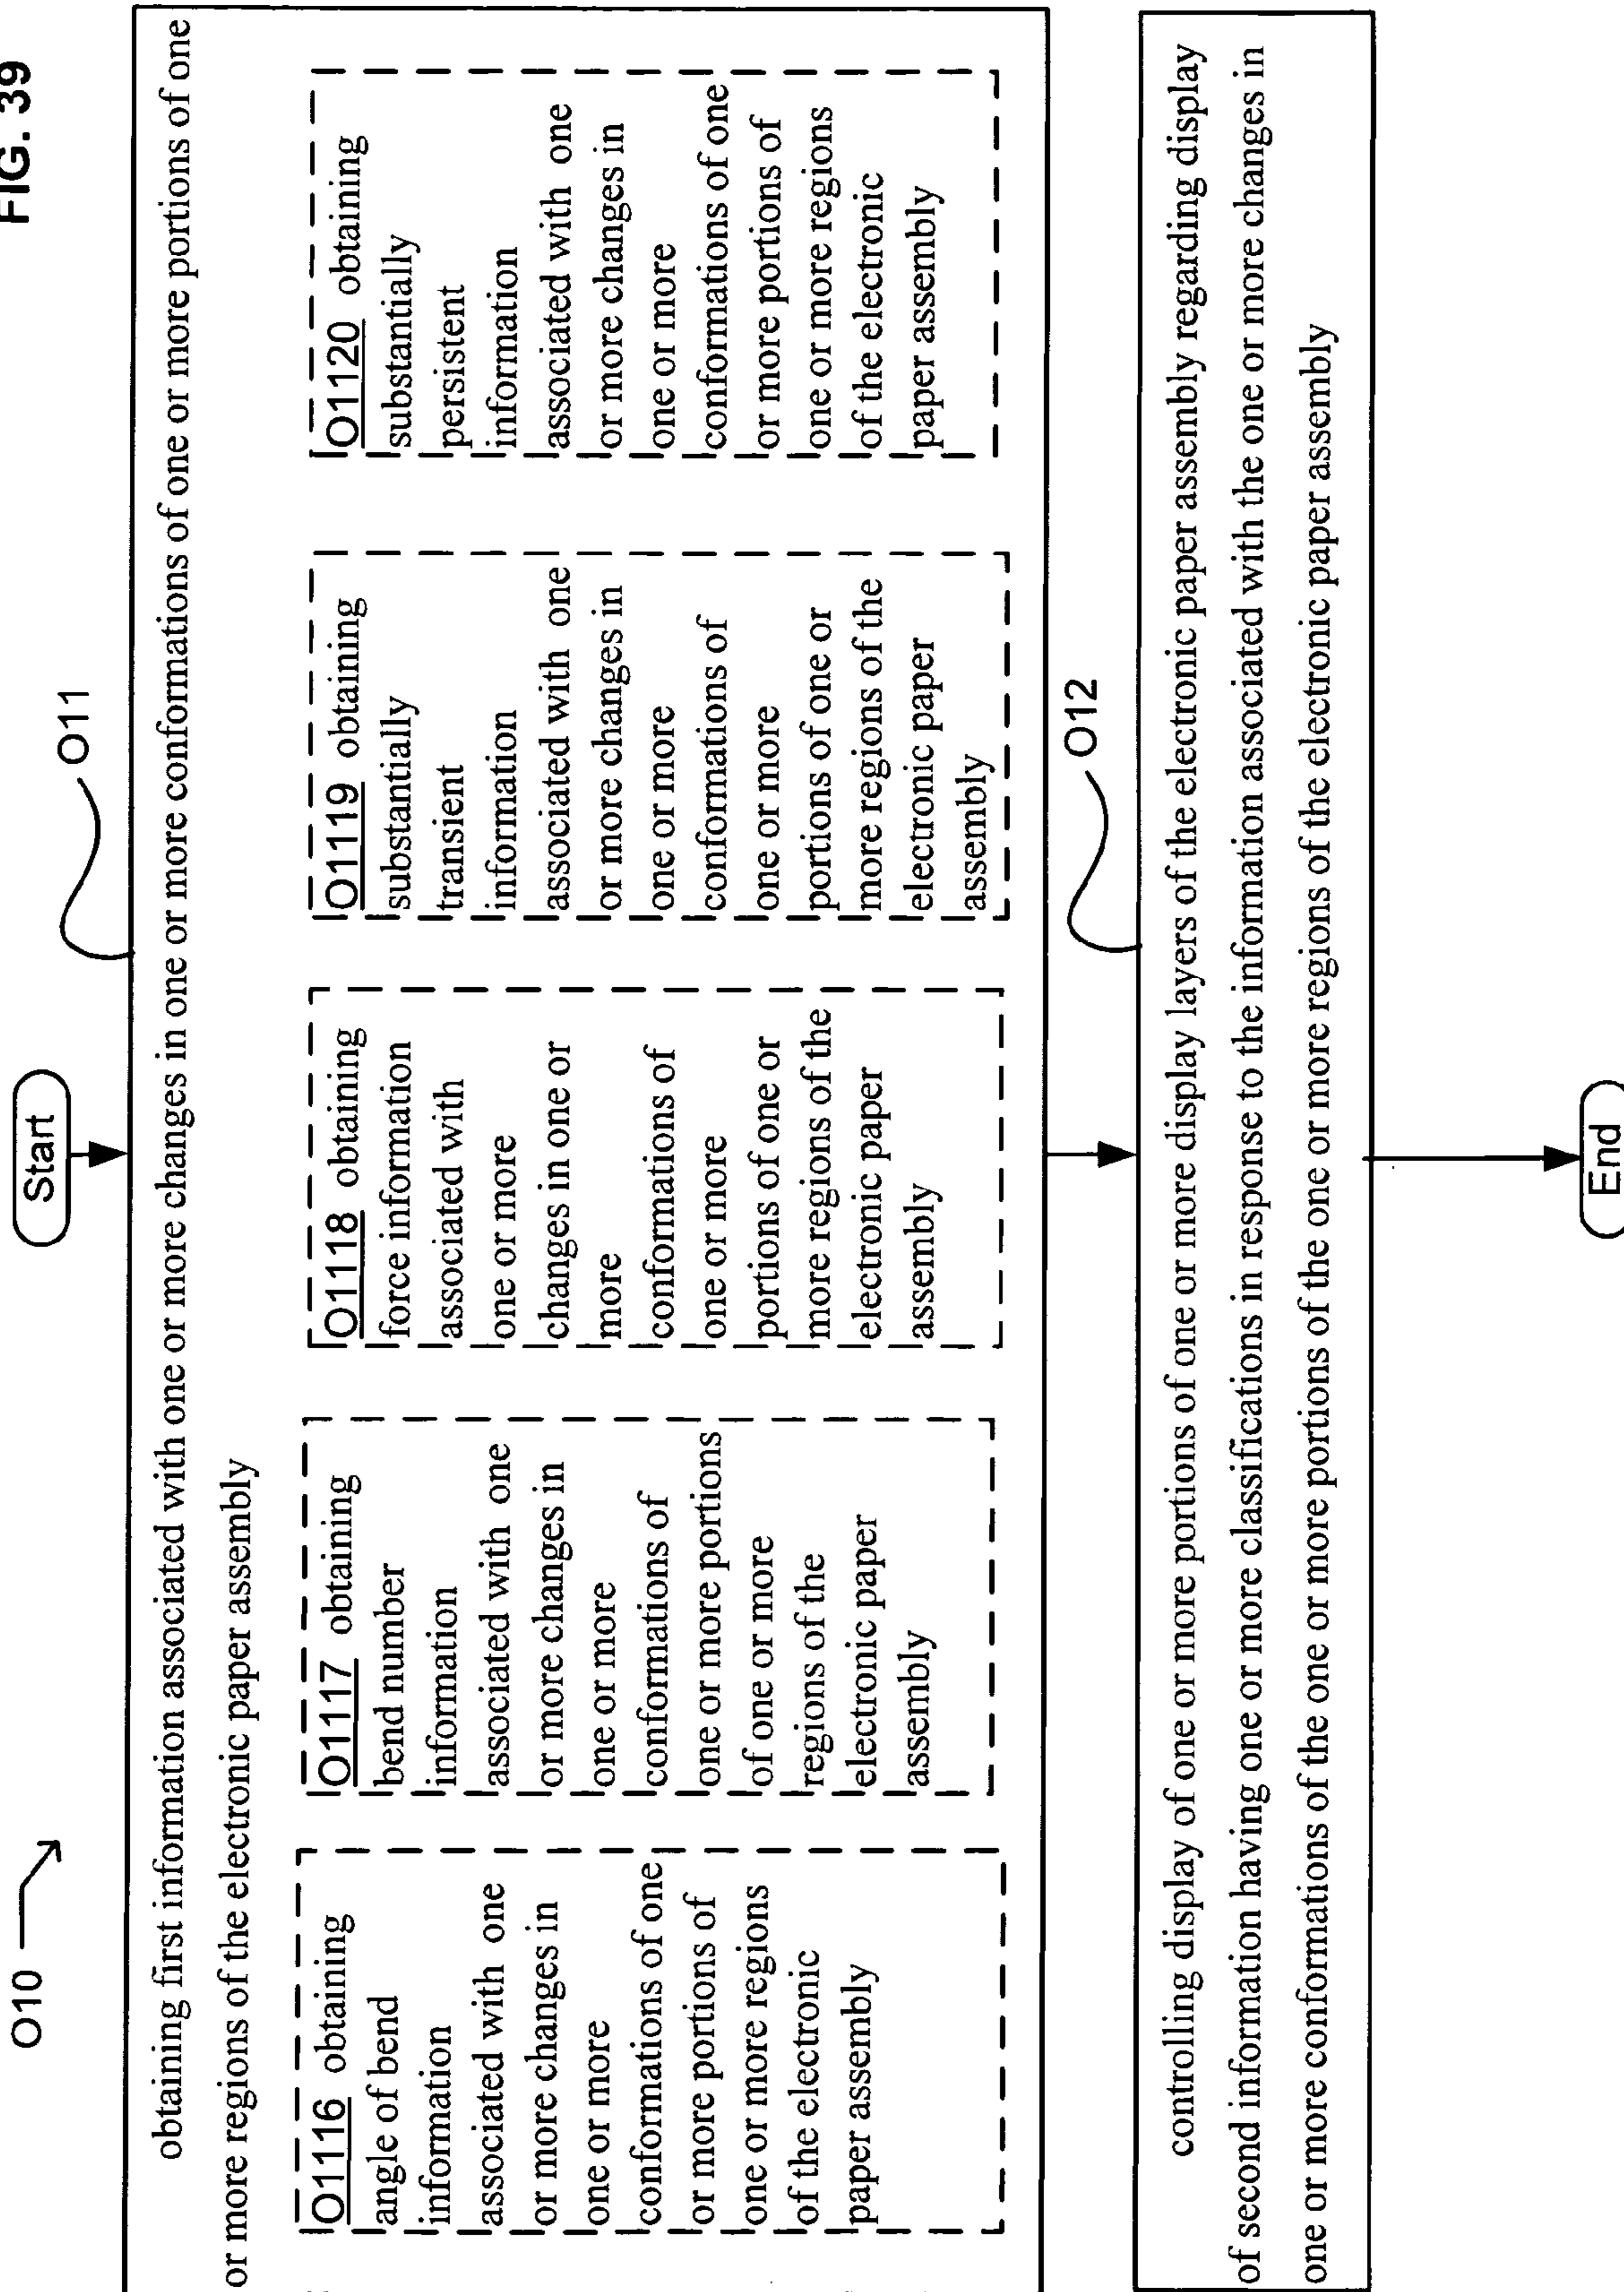 FIG. 39
O10
Start
O11
obtaining first information associated with one or more changes in one or more conformations of one or more portions of one
or more regions of the electronic paper assembly
O1116 obtaining
angle of bend
information
associated with one
or more changes in
one or more
conformations of one
or more portions of
one or more regions
of the electronic
paper assembly
O1117 obtaining
bend number
information
associated with one
or more changes in
one or more
conformations of
one or more portions
of one or more
regions of the
electronic paper
assembly
O1118 obtaining
force information
associated with
one or more
changes in one or
more
conformations of
one or more
portions of one or
more regions of the
electronic paper
assembly
O1119 obtaining
substantially
transient
information
associated with one
or more changes in
one or more
conformations of
one or more
portions of one or
more regions of the
electronic paper
assembly
O1120 obtaining
substantially
persistent
information
associated with one
or more changes in
one or more
conformations of one
or more portions of
one or more regions
of the electronic
paper assembly
O12
controlling display of one or more portions of one or more display layers of the electronic paper assembly regarding display
of second information having one or more classifications in response to the information associated with the one or more changes in
one or more conformations of the one or more portions of the one or more regions of the electronic paper assembly
End